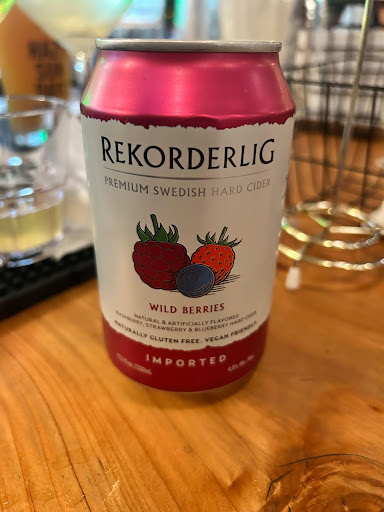 REKORDERLIG
PREMIUM SWEDISH HARD CIDER
WILD BERRIES
NATURAL & ARTIFICIALLY FLAVORED
RASPBERRY, STRAWBERRY & BLUEBERRY HARD CIDER
NATURALLY GLUTEN FREE. VEGAN FRIENDLY.
IMPORTED